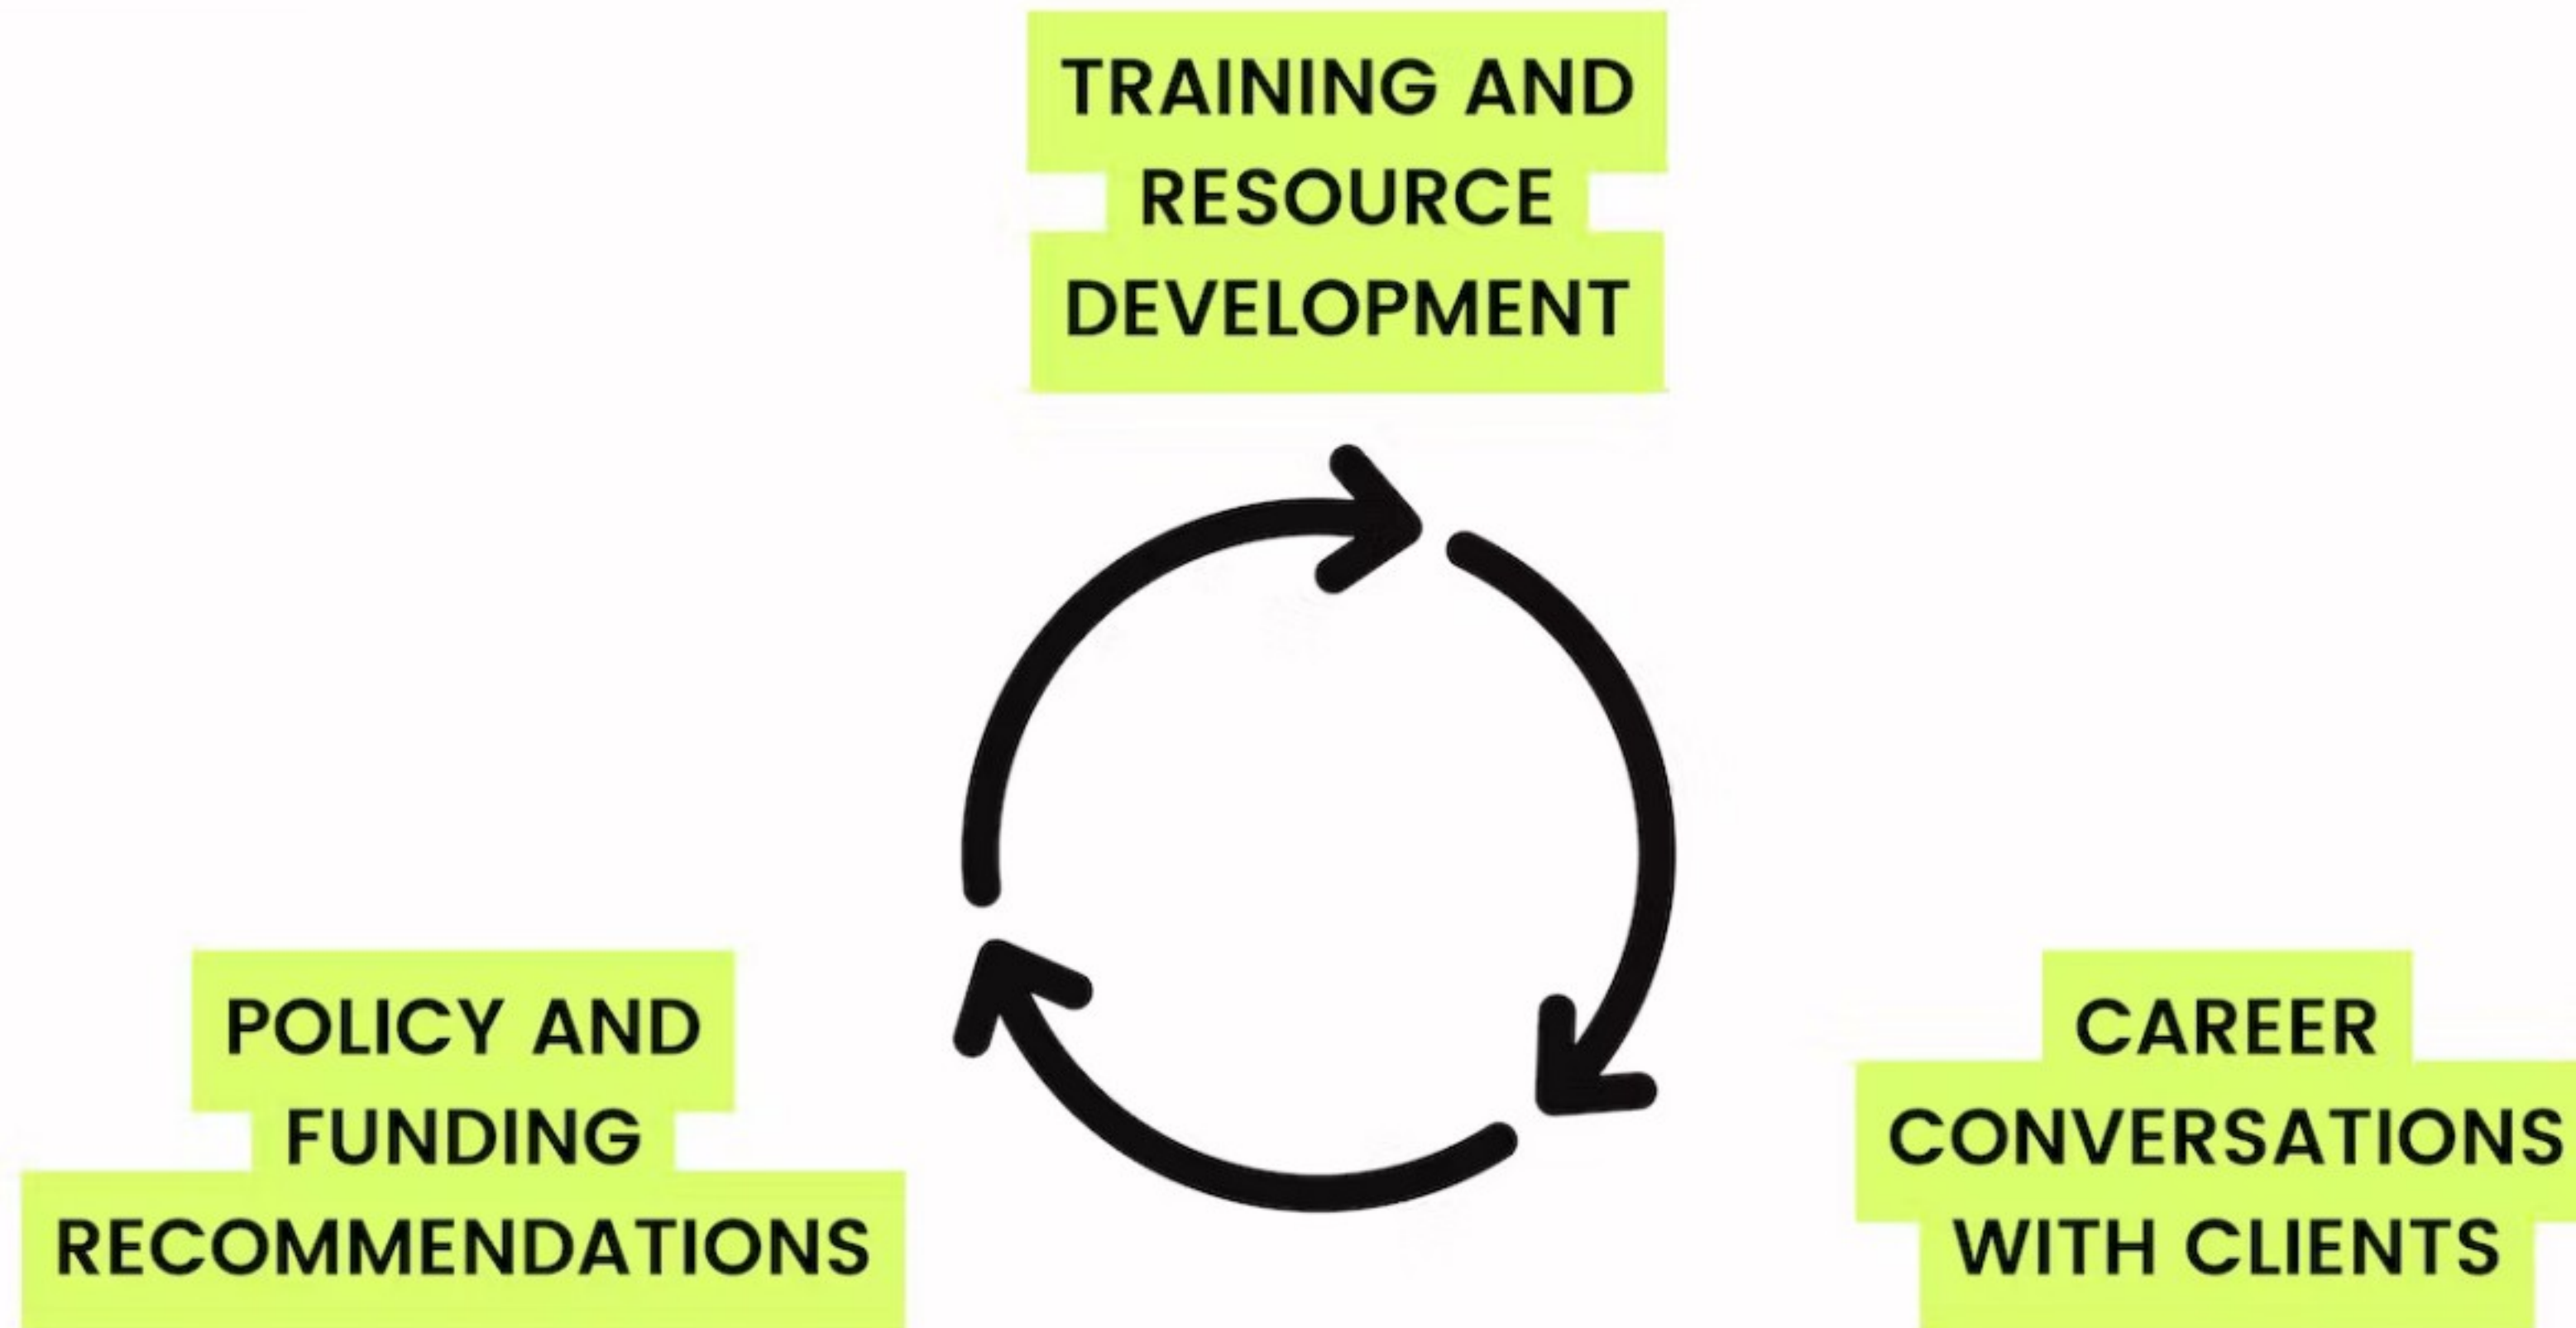 TRAINING AND
RESOURCE
DEVELOPMENT
POLICY AND
FUNDING
RECOMMENDATIONS
CAREER
CONVERSATIONS
WITH CLIENTS